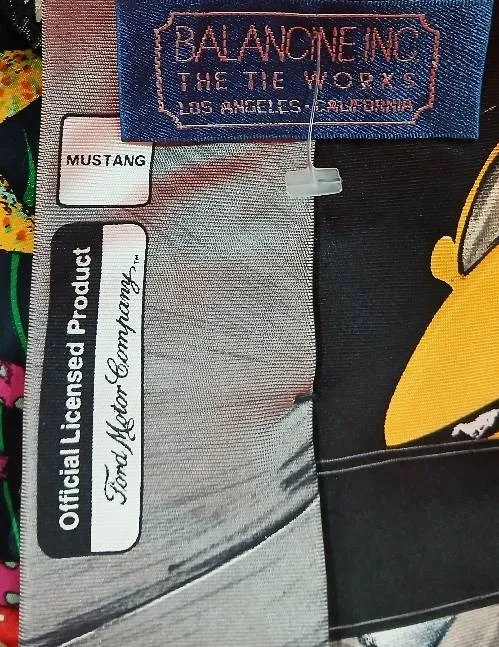 BALANCINE INC
THE TIE WORKS
LOS ANGELES · CALIFORNIA
MUSTANG
Official Licensed Product
Ford Motor Company™